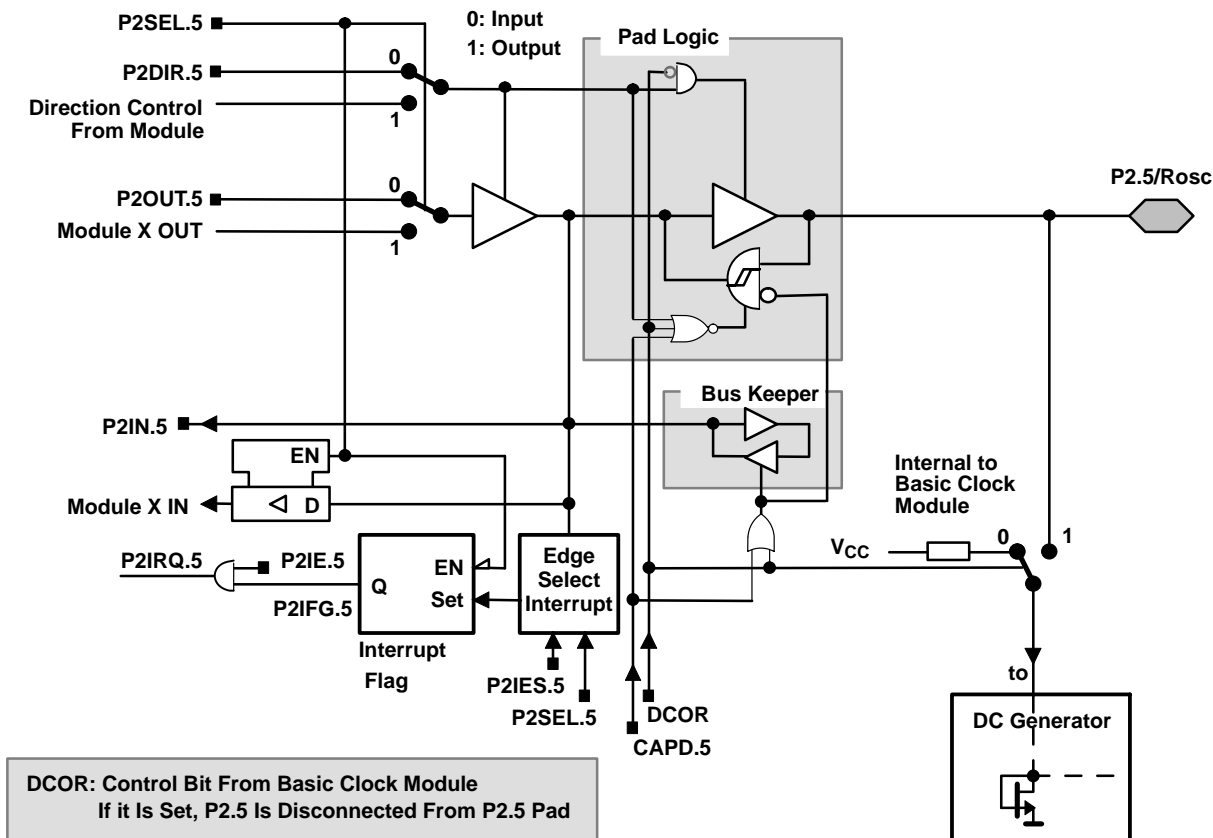 P2SEL.5
0: Input
1: Output
Pad Logic
0
P2DIR.5
Direction Control
From Module
1
P2OUT.5
0
Module X OUT
1
P2.5/Rosc
Bus Keeper
P2IN.5
EN
Module X IN
D
Internal to
Basic Clock
Module
0
1
VCC
P2IRQ.5
P2IE.5
P2IFG.5
Q
EN
Set
Interrupt
Flag
Edge
Select
Interrupt
P2IES.5
P2SEL.5
DCOR
CAPD.5
to
DC Generator
DCOR: Control Bit From Basic Clock Module
If it Is Set, P2.5 Is Disconnected From P2.5 Pad